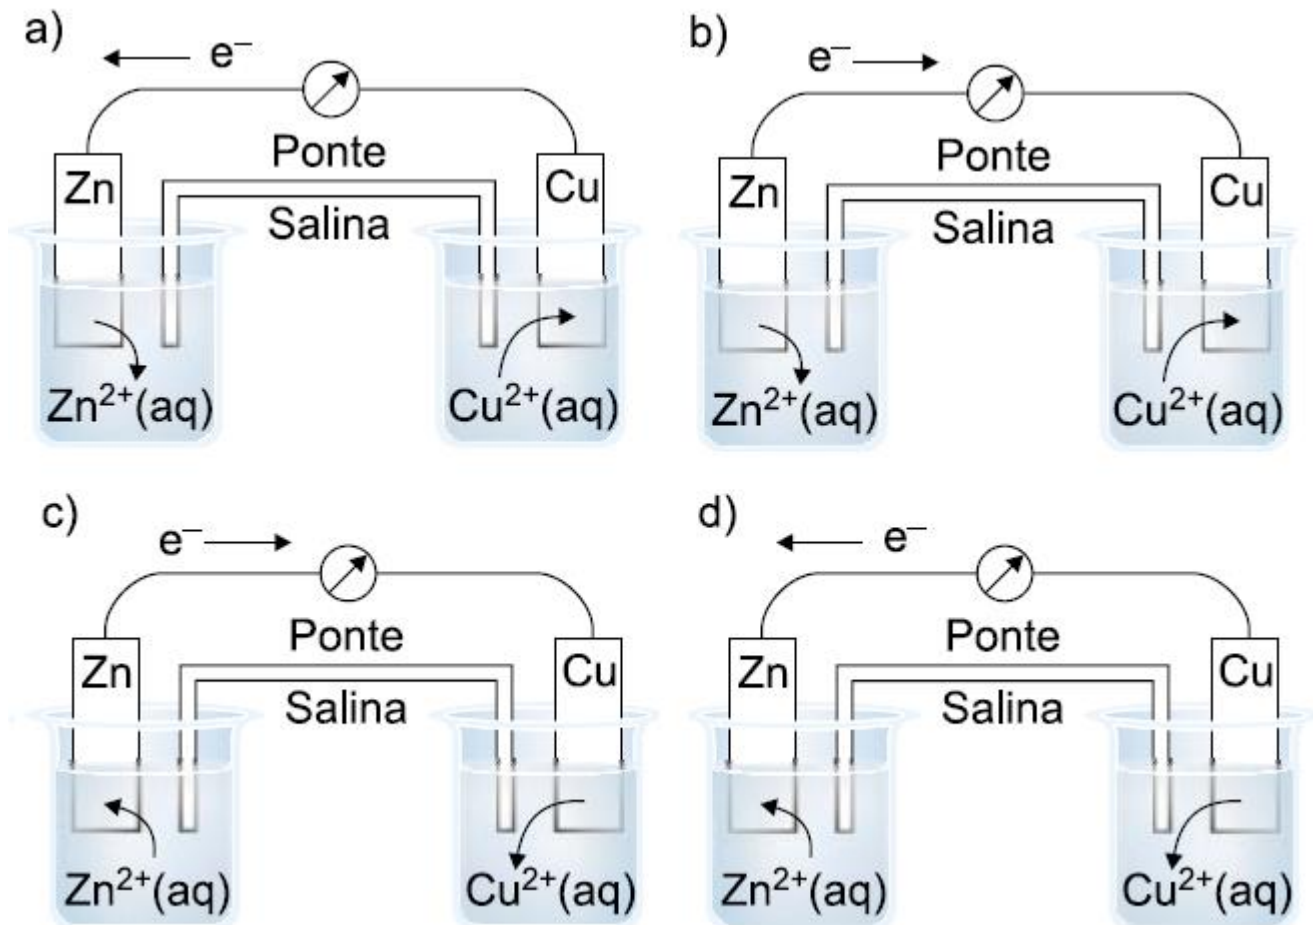 a)
e⁻
Ponte
Zn
Cu
Salina
Zn²⁺(aq)
Cu²⁺(aq)
b)
e⁻
Ponte
Zn
Cu
Salina
Zn²⁺(aq)
Cu²⁺(aq)
c)
e⁻
Ponte
Zn
Cu
Salina
Zn²⁺(aq)
Cu²⁺(aq)
d)
e⁻
Ponte
Zn
Cu
Salina
Zn²⁺(aq)
Cu²⁺(aq)